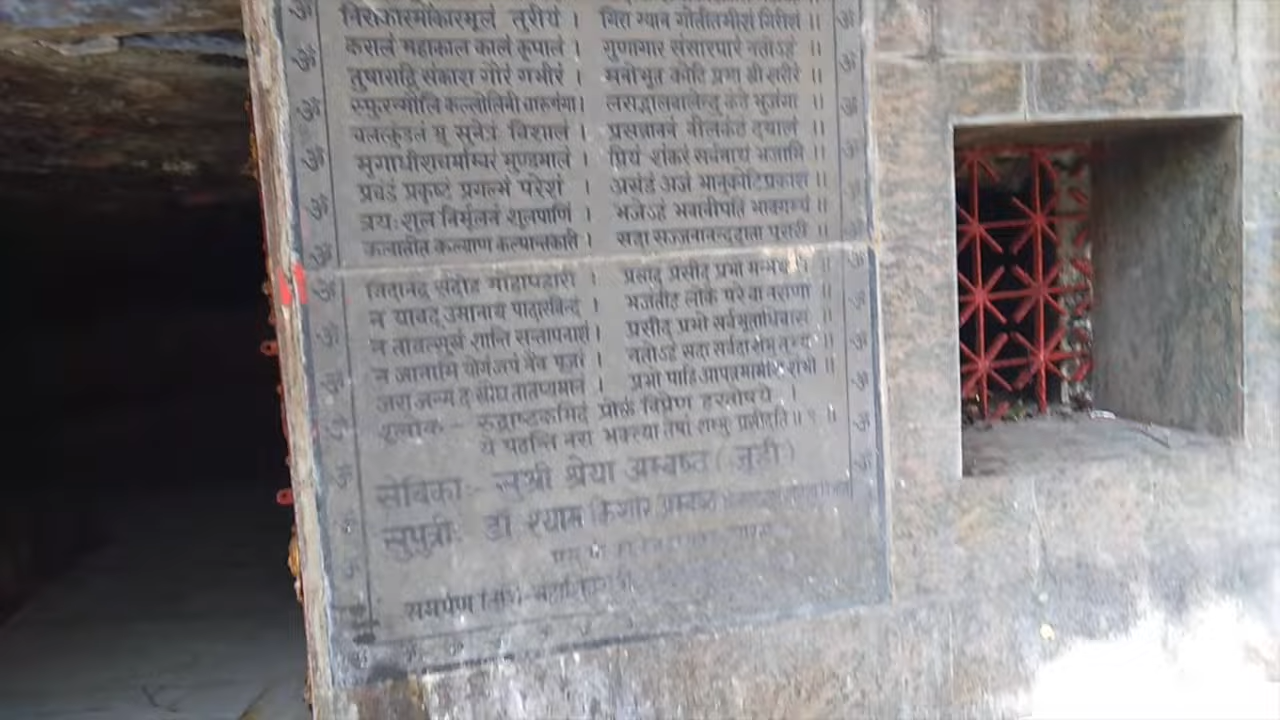 निराकारमोंकारमूलं तुरीयं । गिरा ग्यान गोतीतमीशं गिरीशं ॥
करालं महाकाल कालं कृपालं । गुणागार संसारपारं नतोऽहं ॥
तुषाराद्रि संकाश गौरं गभीरं । मनोभूत कोटि प्रभा श्री शरीरं ॥
स्फुरन्मौलि कल्लोलिनी चारुगंगा । लसद्भालबालेन्दु कंठे भुजंगा ॥
चलत्कुंडलं भ्रू सुनेत्रं विशालं । प्रसन्नाननं नीलकंठं दयालं ॥
मृगाधीशचर्माम्बरं मुण्डमालं । प्रियं शंकरं सर्वनाथं भजामि ॥
प्रचंडं प्रकृष्टं प्रगल्भं परेशं । अखंडं अजं भानुकोटिप्रकाशं ॥
त्रयः शूल निर्मूलनं शूलपाणिं । भजेऽहं भवानीपतिं भावगम्यं ॥
कलातीत कल्याण कल्पान्तकारी । सदा सज्जनानन्ददाता पुरारी ॥
चिदानन्द संदोह मोहापहारी । प्रसीद प्रसीद प्रभो मन्मथारी ॥
न यावद् उमानाथ पादारविन्दं । भजंतीह लोके परे वा नराणां ॥
न तावत्सुखं शान्ति सन्तापनाशं । प्रसीद प्रभो सर्वभूताधिवासं ॥
न जानामि योगं जपं नैव पूजां । नतोऽहं सदा सर्वदा शंभु तुभ्यं ॥
जरा जन्म दुःखौघ तातप्यमानं । प्रभो पाहि आपन्नमामीश शंभो ॥
श्लोक - रुद्राष्टकमिदं प्रोक्तं विप्रेण हरतोषये ।
ये पठन्ति नरा भक्त्या तेषां शम्भुः प्रसीदति ॥ ९ ॥
सेविका:- सुश्री श्रेया अम्बष्ठ (जूही)
सुपुत्री: डॉ श्याम किशोर अम्बष्ठ
समर्पण तिथि-